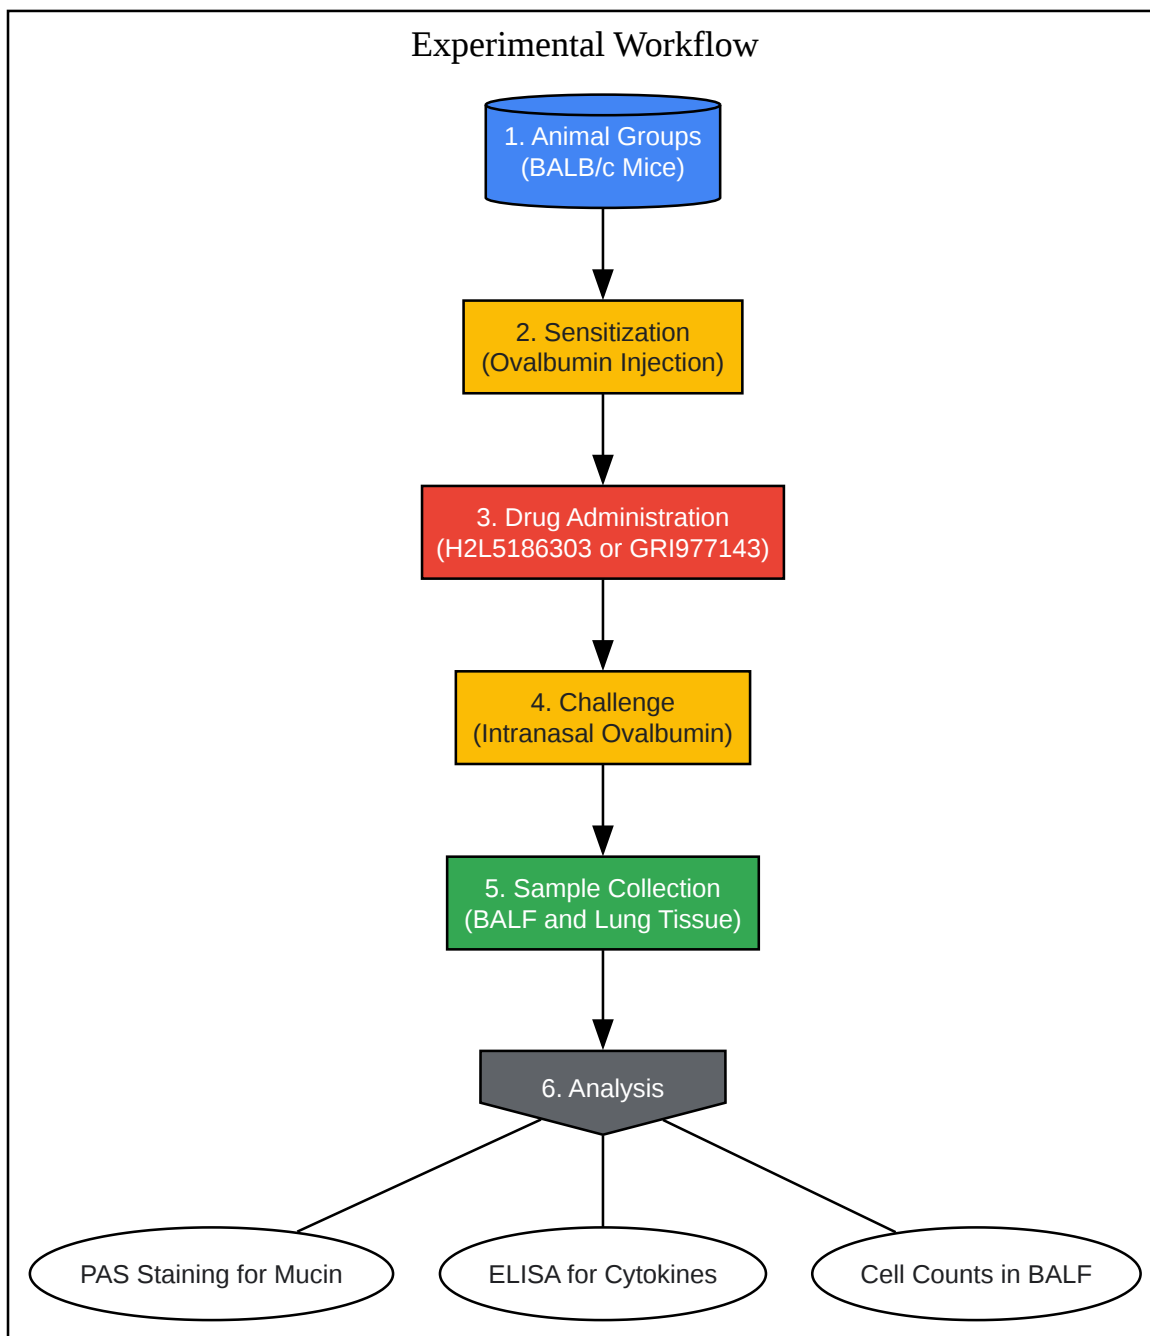 Experimental Workflow
1. Animal Groups
(BALB/c Mice)
2. Sensitization
(Ovalbumin Injection)
3. Drug Administration
(H2L5186303 or GRI977143)
4. Challenge
(Intranasal Ovalbumin)
5. Sample Collection
(BALF and Lung Tissue)
6. Analysis
PAS Staining for Mucin
ELISA for Cytokines
Cell Counts in BALF